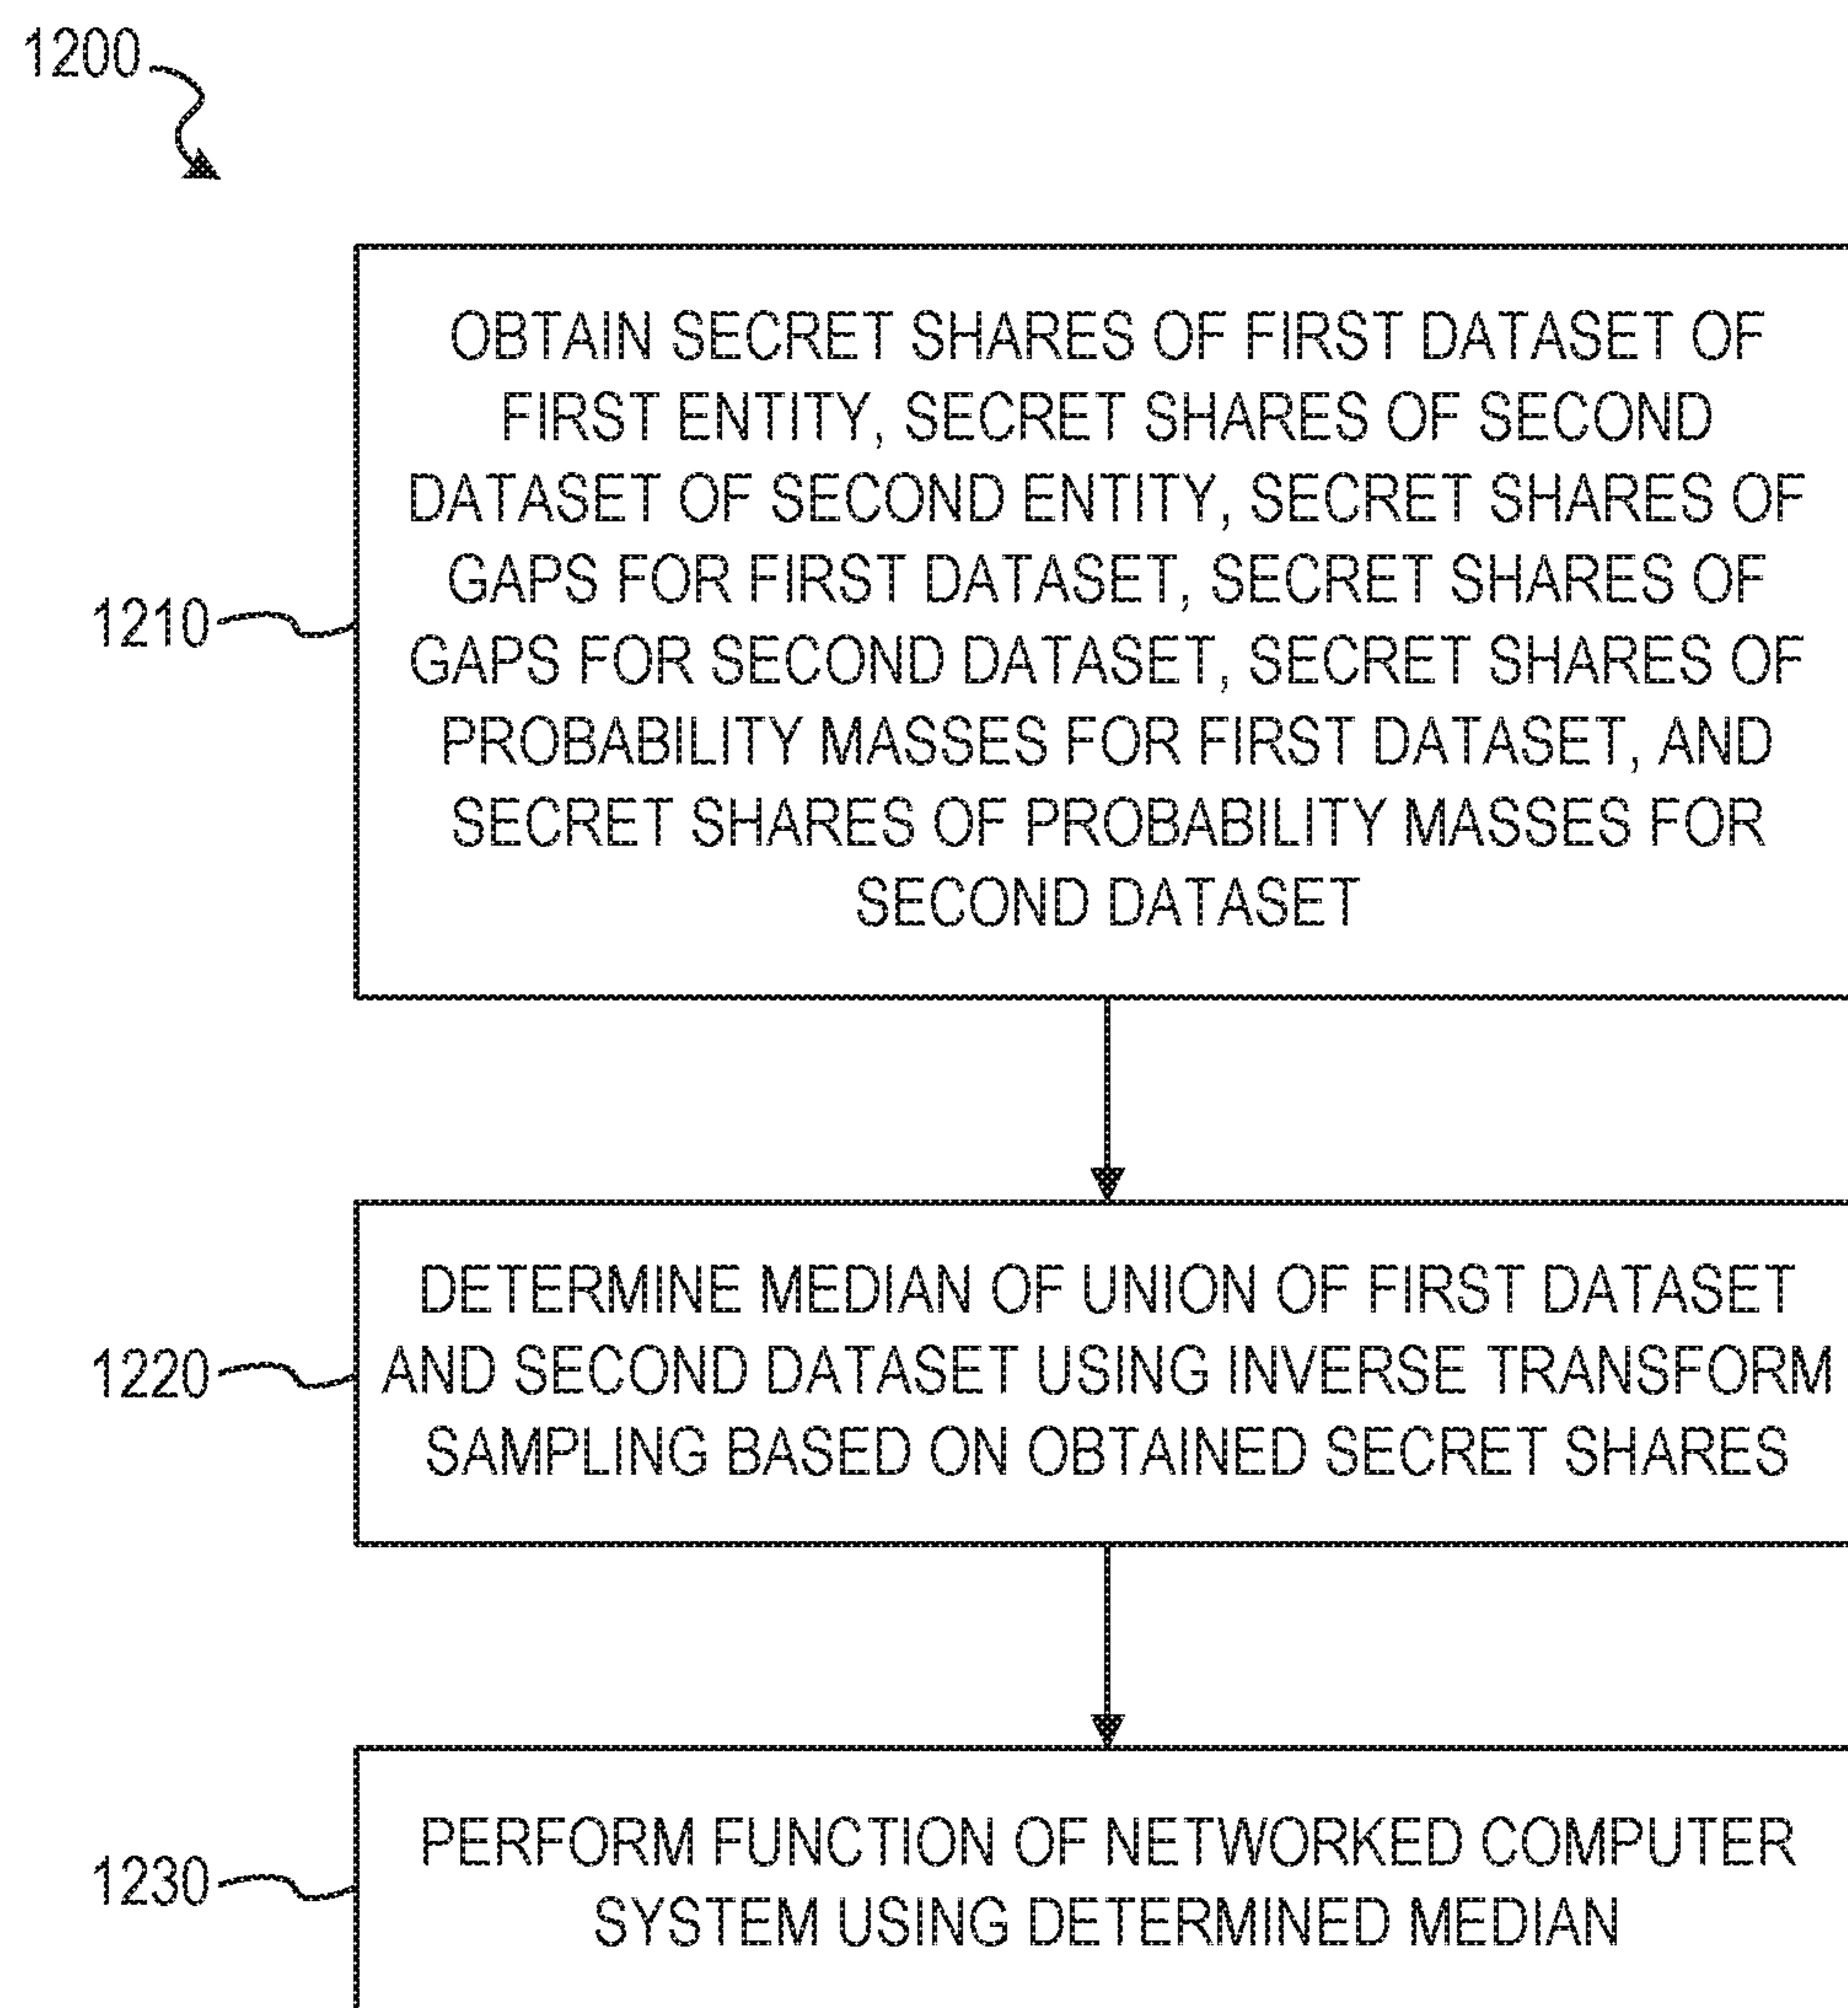 1200
OBTAIN SECRET SHARES OF FIRST DATASET OF
FIRST ENTITY, SECRET SHARES OF SECOND
DATASET OF SECOND ENTITY, SECRET SHARES OF
GAPS FOR FIRST DATASET, SECRET SHARES OF
1210
GAPS FOR SECOND DATASET, SECRET SHARES OF
PROBABILITY MASSES FOR FIRST DATASET, AND
SECRET SHARES OF PROBABILITY MASSES FOR
SECOND DATASET
DETERMINE MEDIAN OF UNION OF FIRST DATASET
1220
AND SECOND DATASET USING INVERSE TRANSFORM
SAMPLING BASED ON OBTAINED SECRET SHARES
PERFORM FUNCTION OF NETWORKED COMPUTER
1230
SYSTEM USING DETERMINED MEDIAN